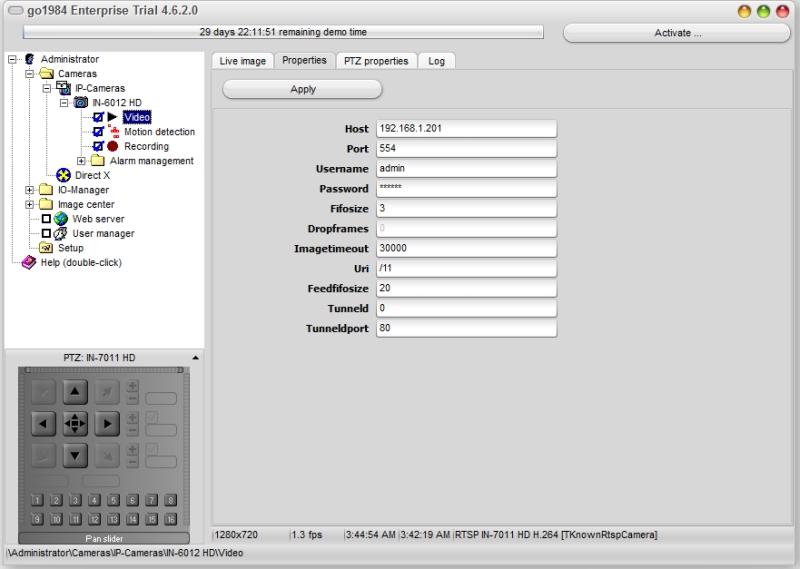 go1984 Enterprise Trial 4.6.2.0
29 days 22:11:51 remaining demo time
Activate ...
Administrator
Cameras
IP-Cameras
IN-6012 HD
Video
Motion detection
Recording
Alarm management
Direct X
IO-Manager
Image center
Web server
User manager
Setup
Help (double-click)
Live image Properties PTZ properties Log
Apply
Host 192.168.1.201
Port 554
Username admin
Password ******
Fifosize 3
Dropframes 0
Imagetimeout 30000
Uri /11
Feedfifosize 20
Tunneld 0
Tunneldport 80
PTZ: IN-7011 HD
1 2 3 4 5 6 7 8
9 10 11 12 13 14 15 16
Pan slider
1280x720 1.3 fps 3:44:54 AM 3:42:19 AM RTSP IN-7011 HD H.264 [TKnownRtspCamera]
\Administrator\Cameras\IP-Cameras\IN-6012 HD\Video